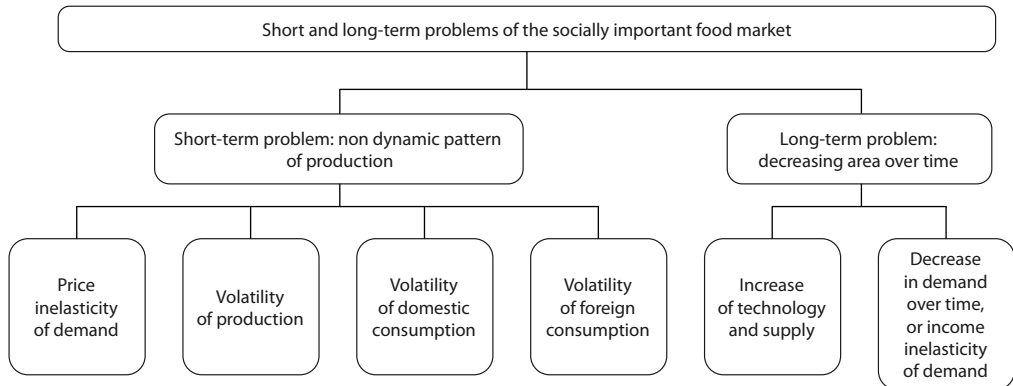 Short and long-term problems of the socially important food market
Short-term problem: non dynamic pattern
of production
Long-term problem:
decreasing area over time
Price
inelasticity
of demand
Volatility
of production
Volatility
of domestic
consumption
Volatility
of foreign
consumption
Increase
of technology
and supply
Decrease
in demand
over time,
or income
inelasticity
of demand